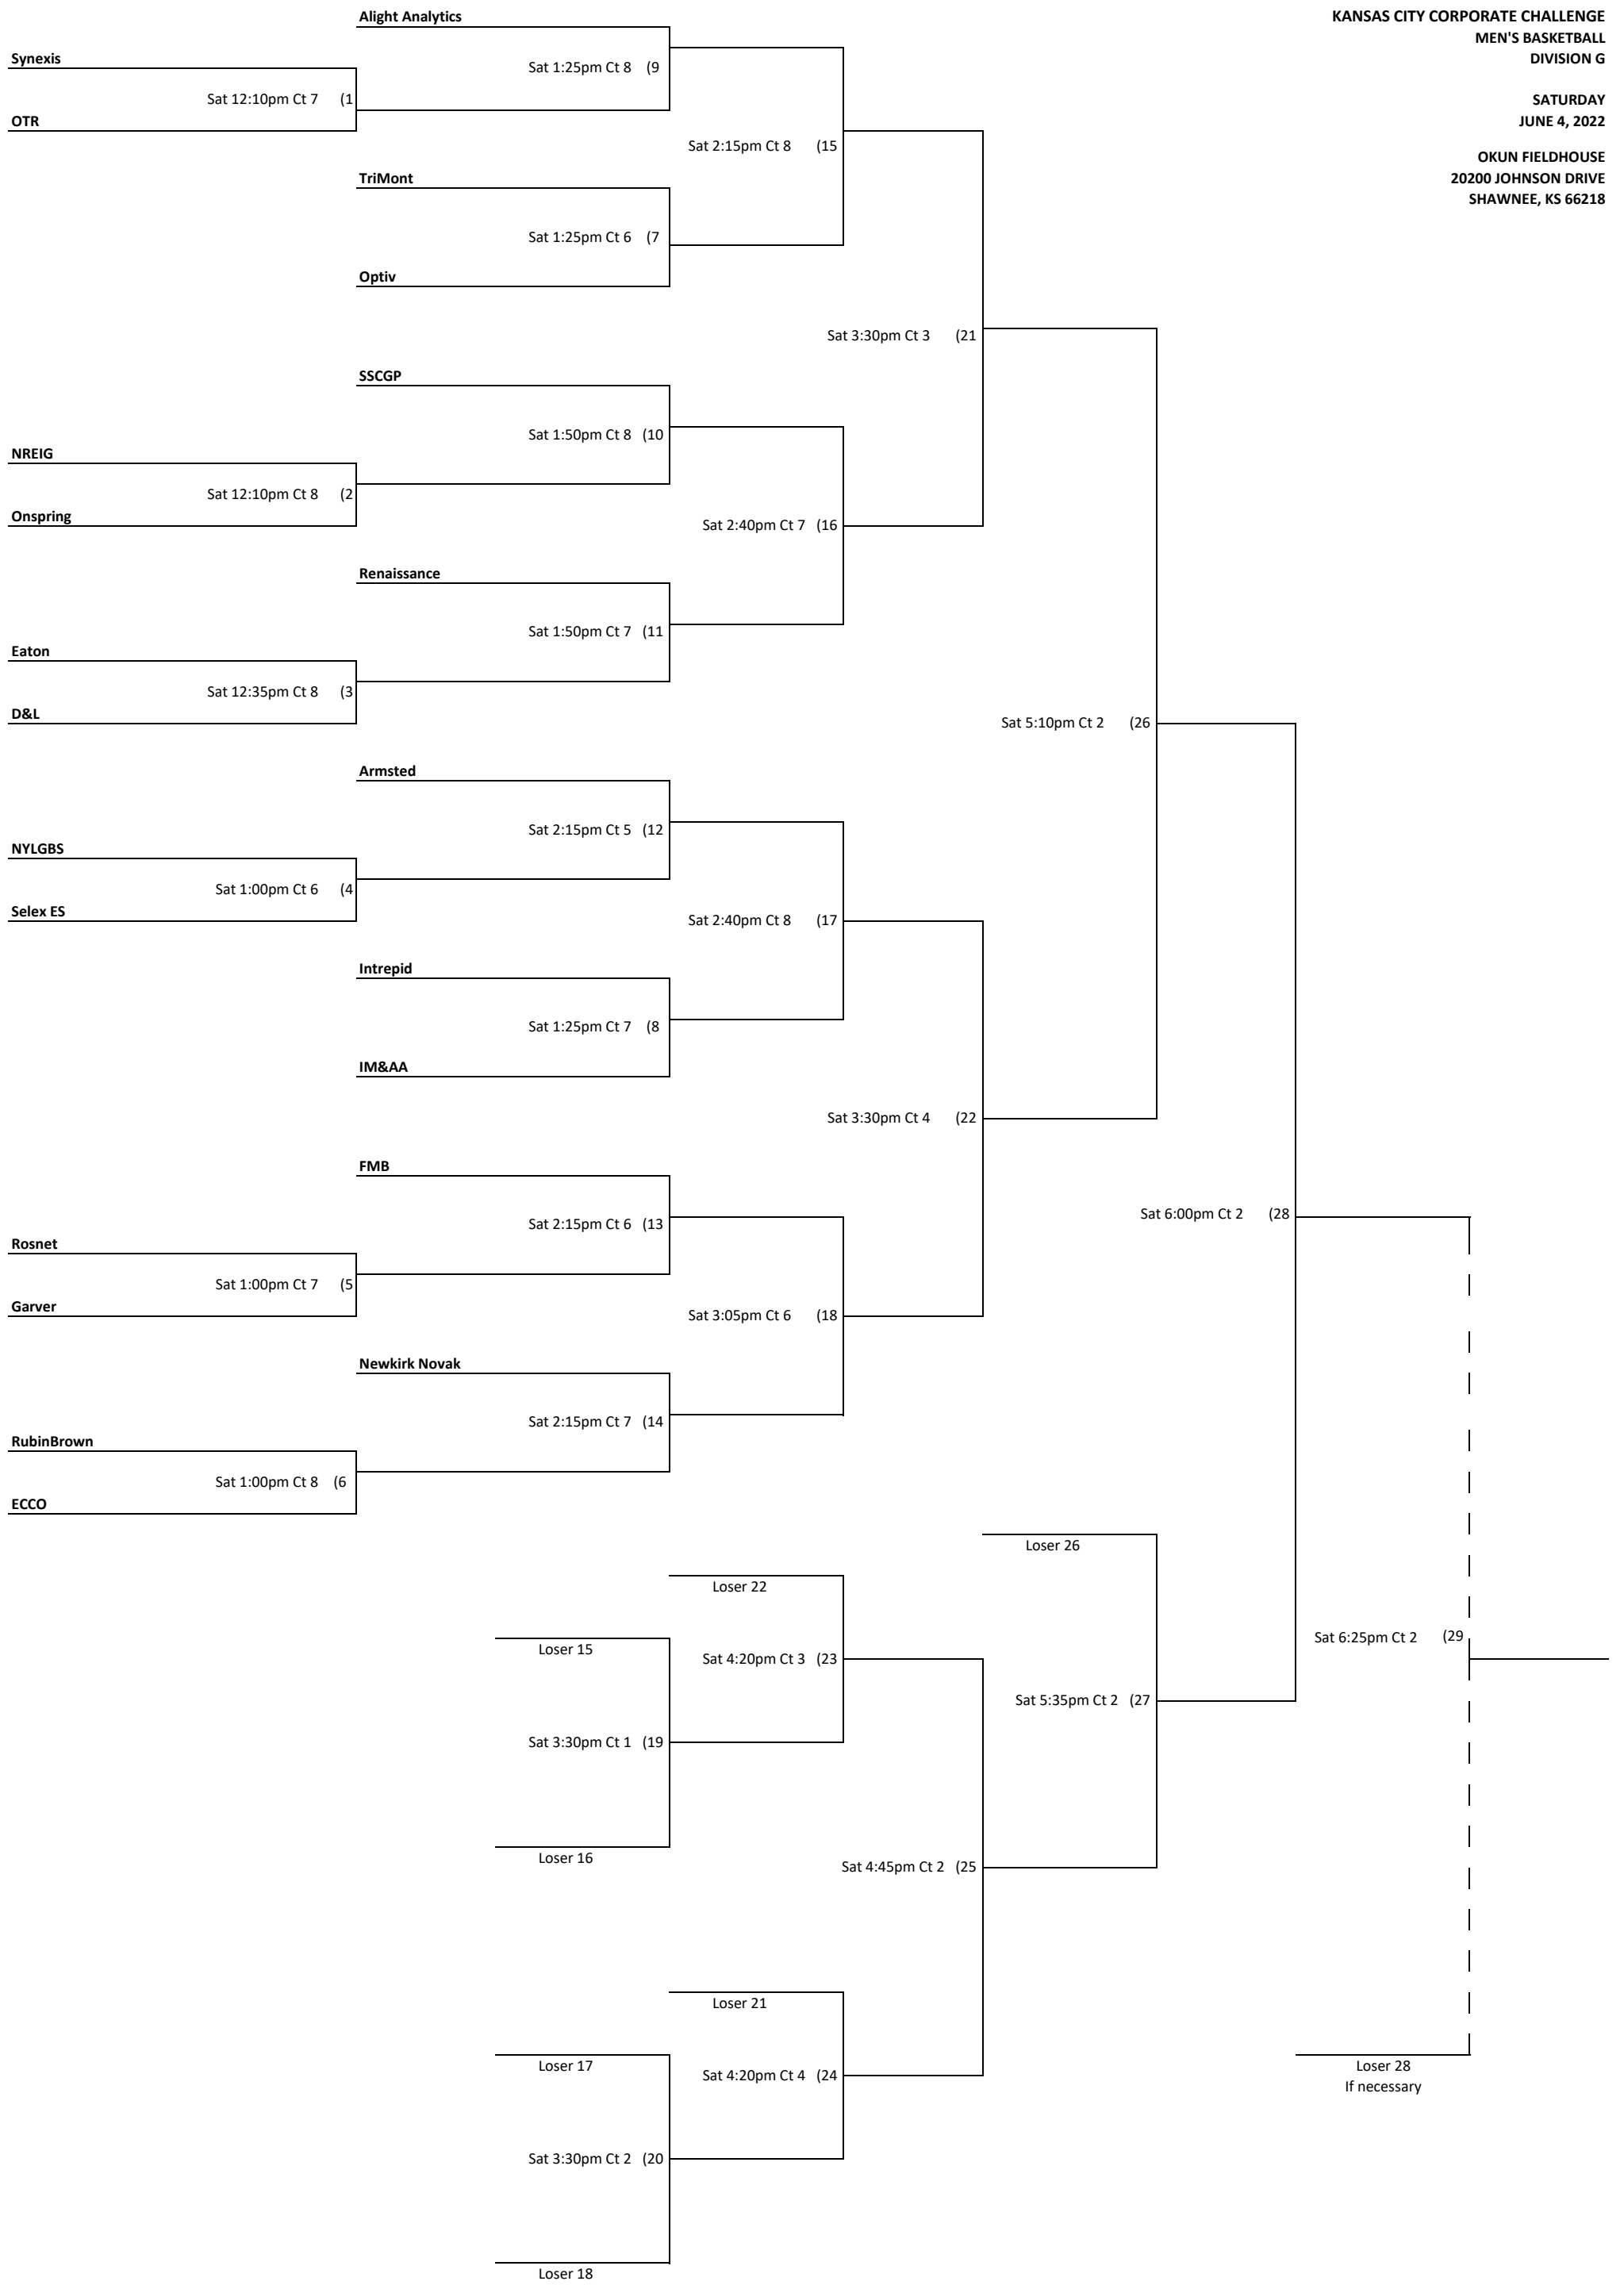 KANSAS CITY CORPORATE CHALLENGE
MEN'S BASKETBALL
DIVISION G
SATURDAY
JUNE 4, 2022
OKUN FIELDHOUSE
20200 JOHNSON DRIVE
SHAWNEE, KS 66218
Alight Analytics
Synexis
Sat 1:25pm Ct 8 (9
Sat 12:10pm Ct 7 (1
OTR
Sat 2:15pm Ct 8 (15
TriMont
Sat 1:25pm Ct 6 (7
Optiv
Sat 3:30pm Ct 3 (21
SSCGP
Sat 1:50pm Ct 8 (10
NREIG
Sat 12:10pm Ct 8 (2
Onspring
Sat 2:40pm Ct 7 (16
Renaissance
Sat 1:50pm Ct 7 (11
Eaton
Sat 12:35pm Ct 8 (3
D&L
Sat 5:10pm Ct 2 (26
Armsted
Sat 2:15pm Ct 5 (12
NYLGBS
Sat 1:00pm Ct 6 (4
Selex ES
Sat 2:40pm Ct 8 (17
Intrepid
Sat 1:25pm Ct 7 (8
IM&AA
Sat 3:30pm Ct 4 (22
FMB
Sat 2:15pm Ct 6 (13
Sat 6:00pm Ct 2 (28
Rosnet
Sat 1:00pm Ct 7 (5
Garver
Sat 3:05pm Ct 6 (18
Newkirk Novak
Sat 2:15pm Ct 7 (14
RubinBrown
Sat 1:00pm Ct 8 (6
ECCO
Loser 26
Loser 22
Sat 6:25pm Ct 2 (29
Loser 15
Sat 4:20pm Ct 3 (23
Sat 5:35pm Ct 2 (27
Sat 3:30pm Ct 1 (19
Loser 16
Sat 4:45pm Ct 2 (25
Loser 21
Loser 17
Sat 4:20pm Ct 4 (24
Loser 28
If necessary
Sat 3:30pm Ct 2 (20
Loser 18